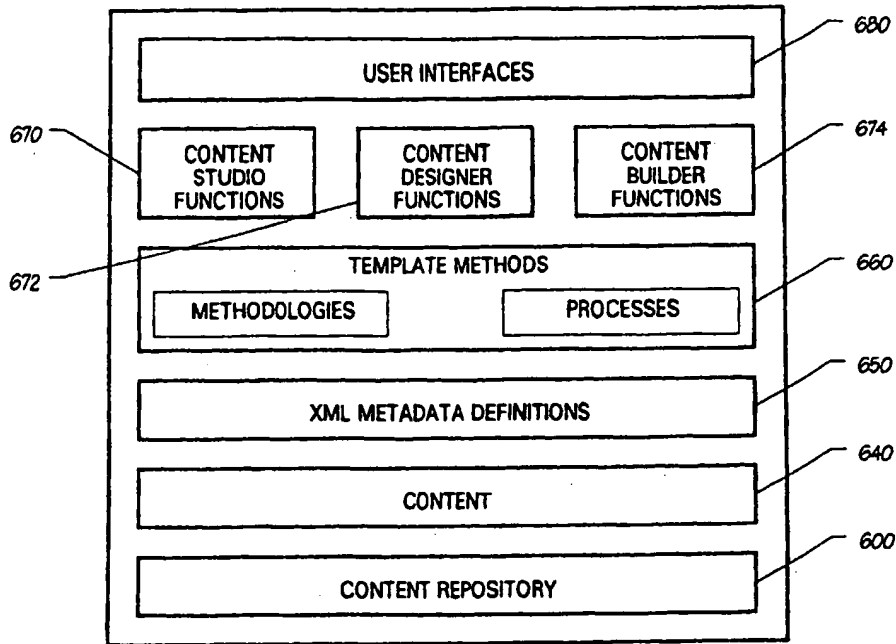 680
USER INTERFACES
670
674
CONTENT
STUDIO
FUNCTIONS
CONTENT
DESIGNER
FUNCTIONS
CONTENT
BUILDER
FUNCTIONS
672
TEMPLATE METHODS
660
METHODOLOGIES
PROCESSES
650
XML METADATA DEFINITIONS
640
CONTENT
600
CONTENT REPOSITORY